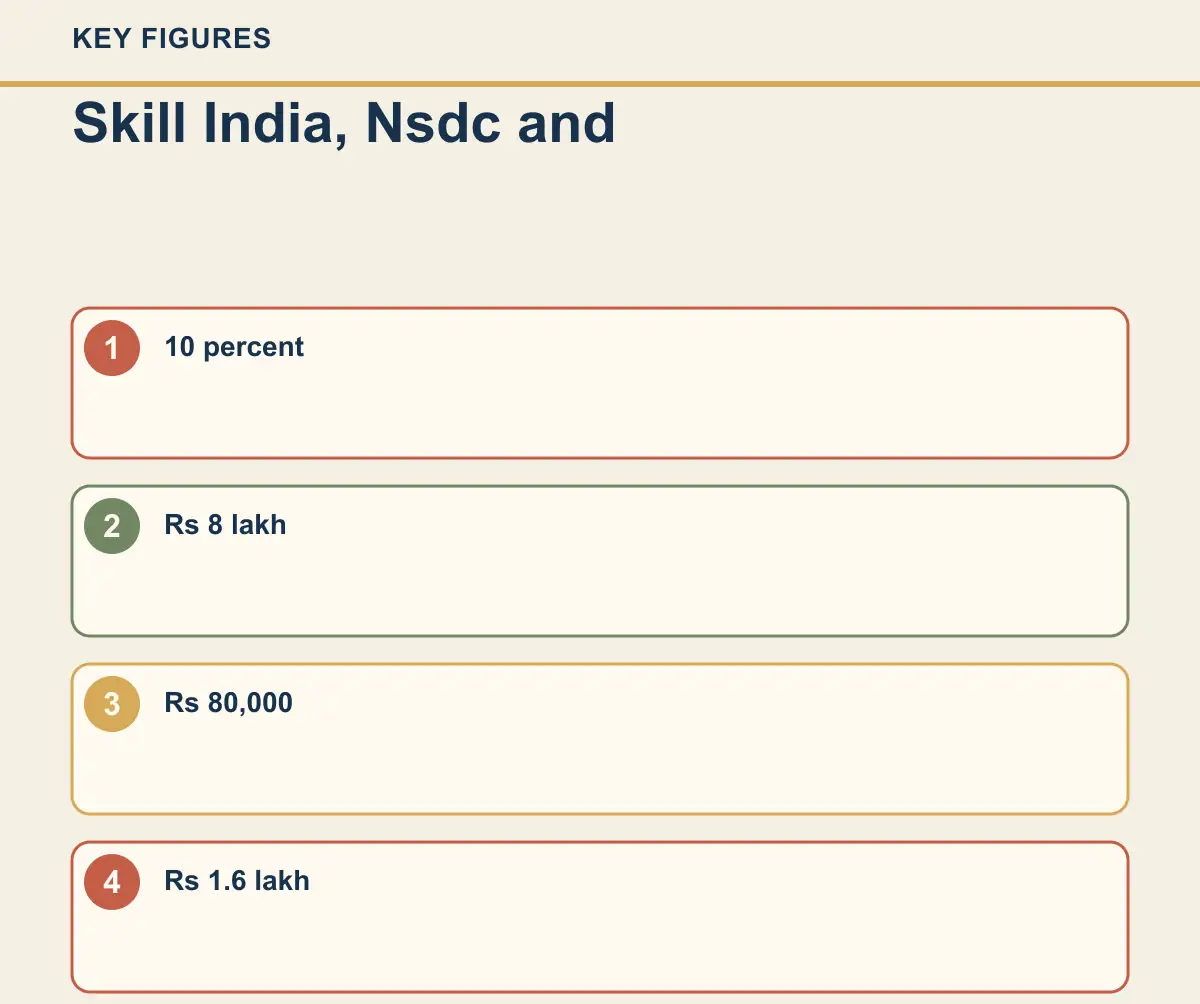 KEY FIGURES
Skill India, Nsdc and
1 10 percent
2 Rs 8 lakh
3 Rs 80,000
4 Rs 1.6 lakh